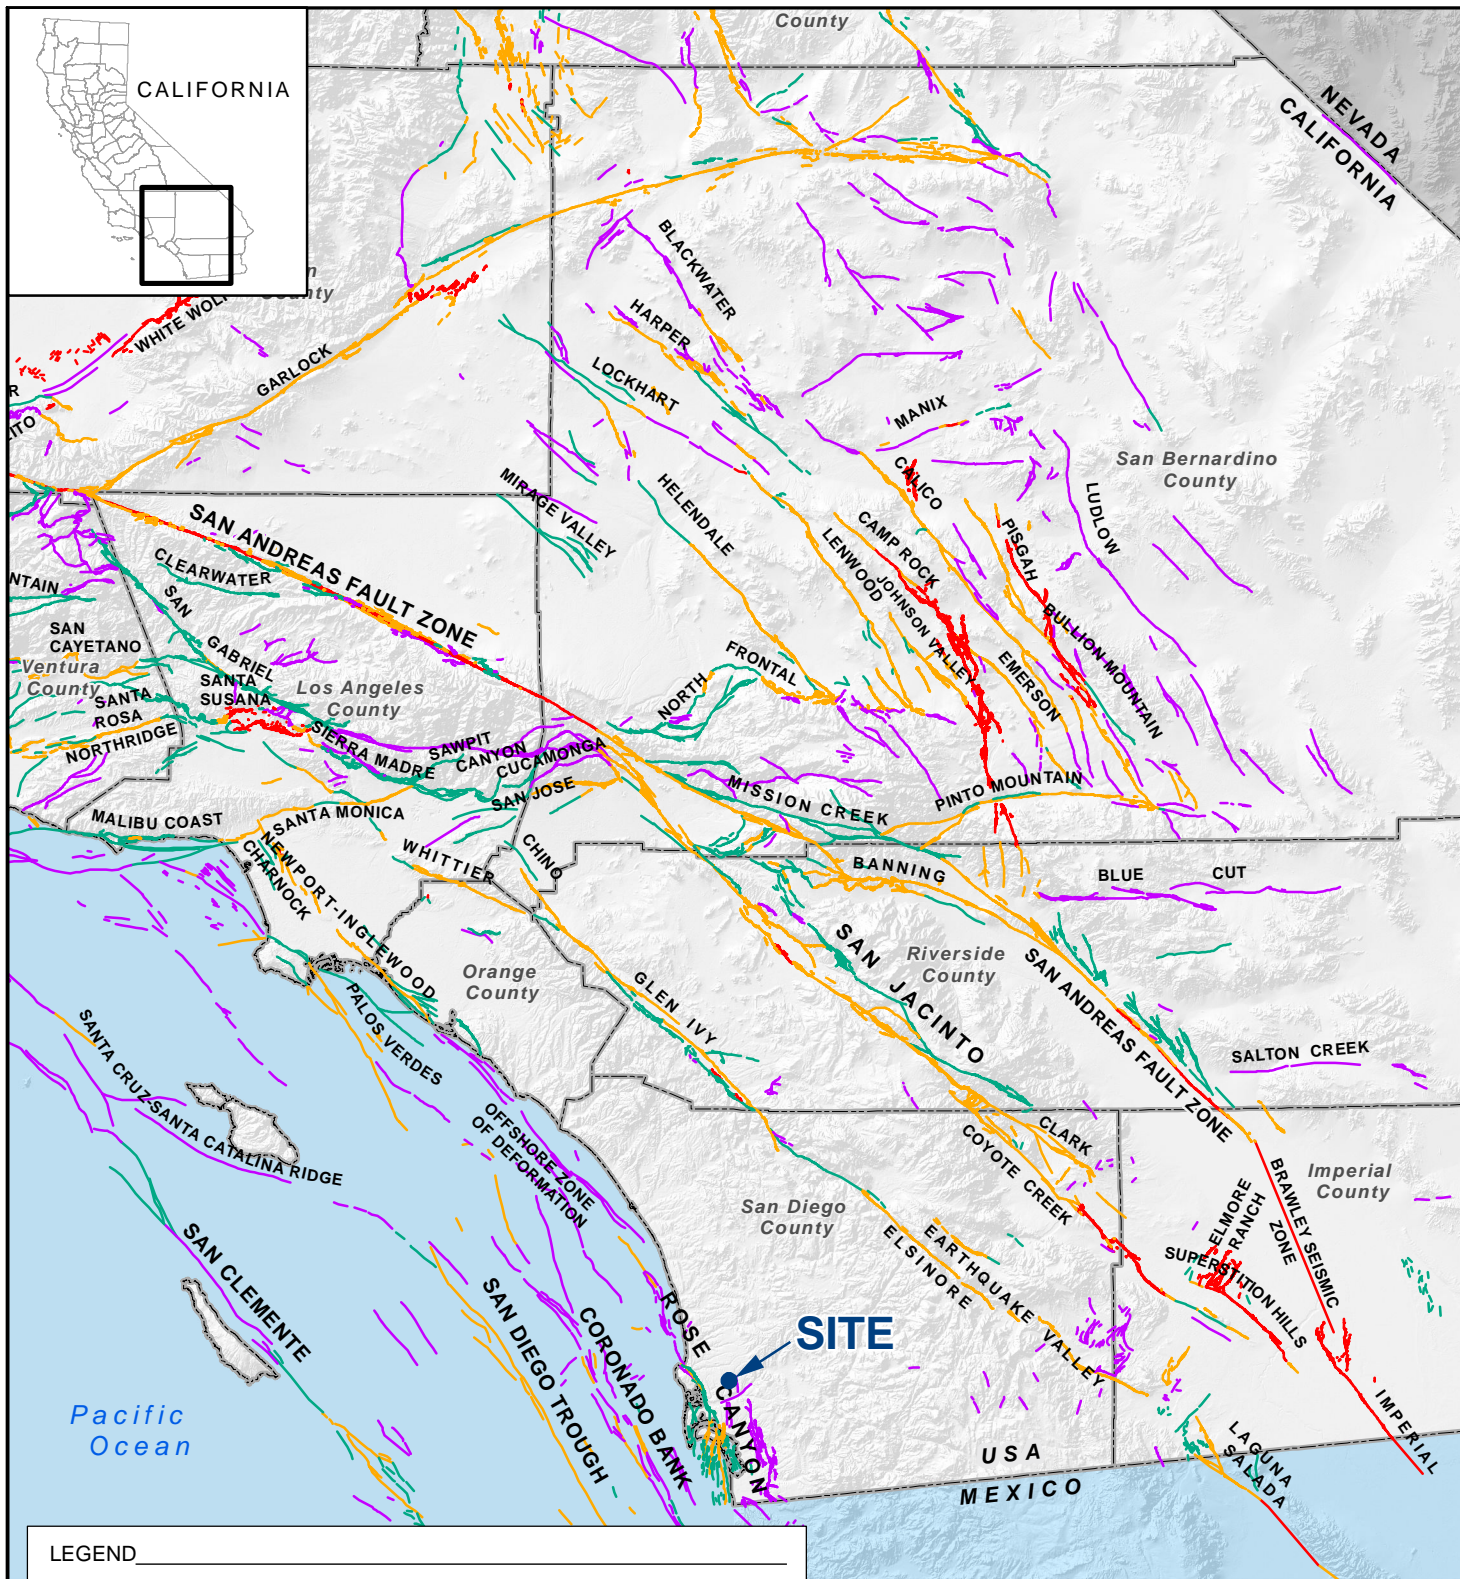 County
CALIFORNIA
NEVADA
CALIFORNIA
County
WHITE WOLF
GARLOCK
BLACKWATER
HARPER
LOCKHART
MANIX
San Bernardino
County
CALICO
LUDLOW
MIRAGE VALLEY
HELENDALE
LENWOOD
CAMP ROCK
JOHNSON VALLEY
PISGAH
BULLION MOUNTAIN
EMERSON
SAN ANDREAS FAULT ZONE
CLEARWATER
NTAIN
SAN
CAYETANO
Ventura
County
SAN
GABRIEL
SANTA
SUSANA
Los Angeles
County
SANTA
ROSA
NORTHRIDGE
SIERRA MADRE
SAWPIT
CANYON
CUCAMONGA
SAN JOSE
NORTH
FRONTAL
MISSION CREEK
PINTO MOUNTAIN
MALIBU COAST
SANTA MONICA
NEWPORT-INGLEWOOD
CHARNOCK
WHITTIER
CHINO
BANNING
BLUE CUT
SAN JACINTO
Riverside
County
Orange
County
GLEN IVY
SAN ANDREAS FAULT ZONE
SALTON CREEK
PALOS VERDES
SANTA CRUZ-SANTA CATALINA RIDGE
OFFSHORE ZONE
OF DEFORMATION
CLARK
COYOTE CREEK
San Diego
County
Imperial
County
BRAWLEY SEISMIC
ZONE
ELMORE
RANCH
SUPERSTITION HILLS
EARTHQUAKE VALLEY
ELSINORE
SAN CLEMENTE
SAN DIEGO TROUGH
CORONADO BANK
ROSE
CANYON
SITE
Pacific
Ocean
USA
MEXICO
LAGUNA
SALADA
IMPERIAL
LEGEND